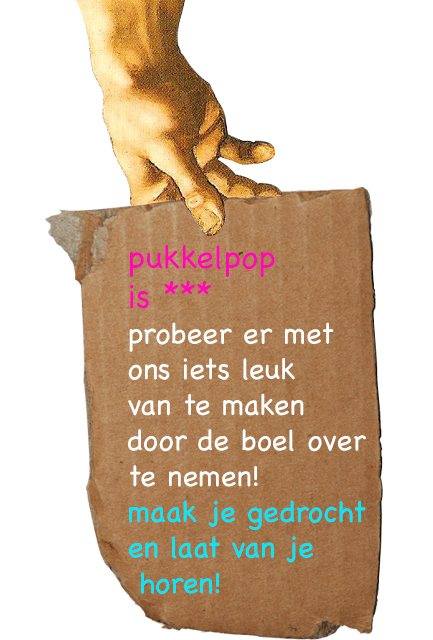 pukkelpop
is ***
probeer er met
ons iets leuk
van te maken
door de boel over
te nemen!
maak je gedrocht
en laat van je
horen!